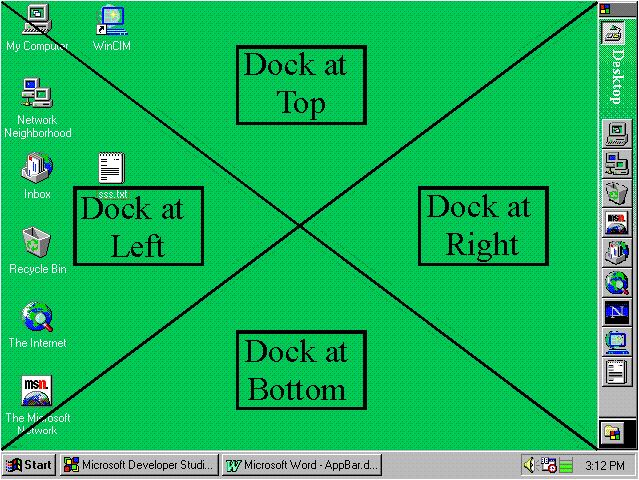 My Computer
WinCIM
Dock at
Top
Desktop
Network
Neighborhood
Inbox
sss.txt
Dock at
Left
Dock at
Right
Recycle Bin
The Internet
Dock at
Bottom
msn.
The Microsoft
Network
msn
N
Start
Microsoft Developer Studi...
W Microsoft Word - AppBar.d...
3:12 PM